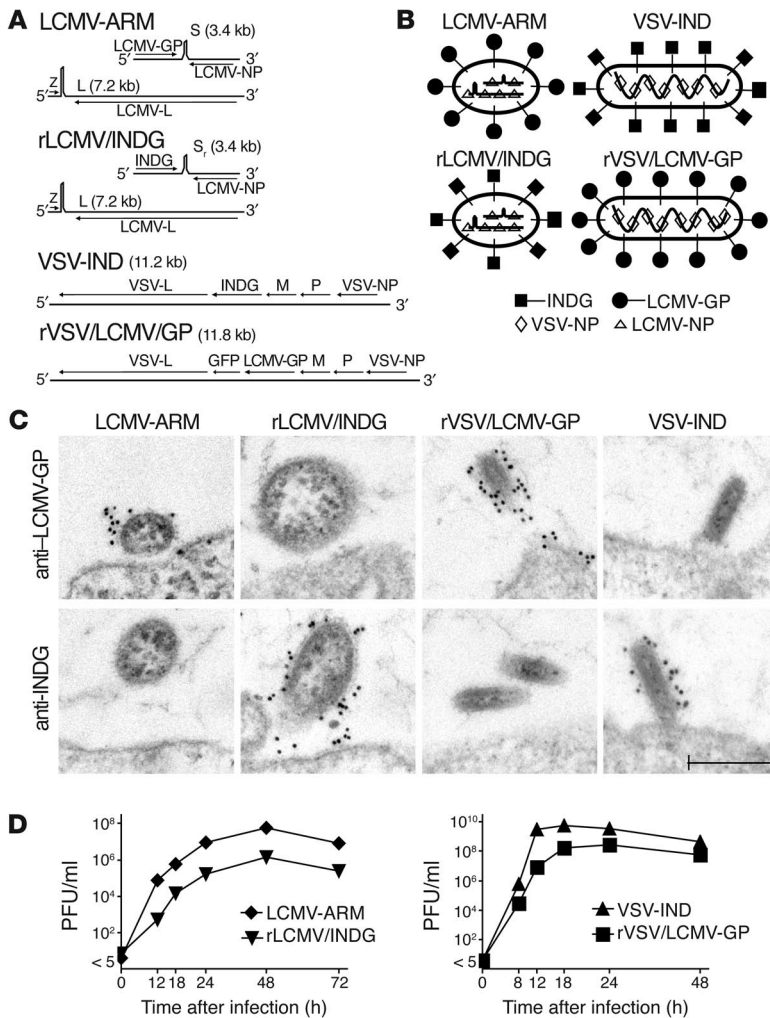 A
LCMV-ARM
S (3.4 kb)
LCMV-GP
5′ 3′
LCMV-NP
Z
L (7.2 kb)
5′ 3′
LCMV-L
rLCMV/INDG
Sr (3.4 kb)
INDG
5′ 3′
LCMV-NP
Z
L (7.2 kb)
5′ 3′
LCMV-L
VSV-IND (11.2 kb)
VSV-L INDG M P VSV-NP
5′ 3′
rVSV/LCMV/GP (11.8 kb)
VSV-L GFP LCMV-GP M P VSV-NP
5′ 3′
B
LCMV-ARM VSV-IND
rLCMV/INDG rVSV/LCMV-GP
INDG LCMV-GP
VSV-NP LCMV-NP
C
LCMV-ARM rLCMV/INDG rVSV/LCMV-GP VSV-IND
anti–LCMV-GP
anti-INDG
D
PFU/ml
10⁸
10⁶
10⁴
10²
< 5
0 12 18 24 48 72
Time after infection (h)
LCMV-ARM
rLCMV/INDG
PFU/ml
10¹⁰
10⁸
10⁶
10⁴
10²
< 5
0 8 12 18 24 48
Time after infection (h)
VSV-IND
rVSV/LCMV-GP